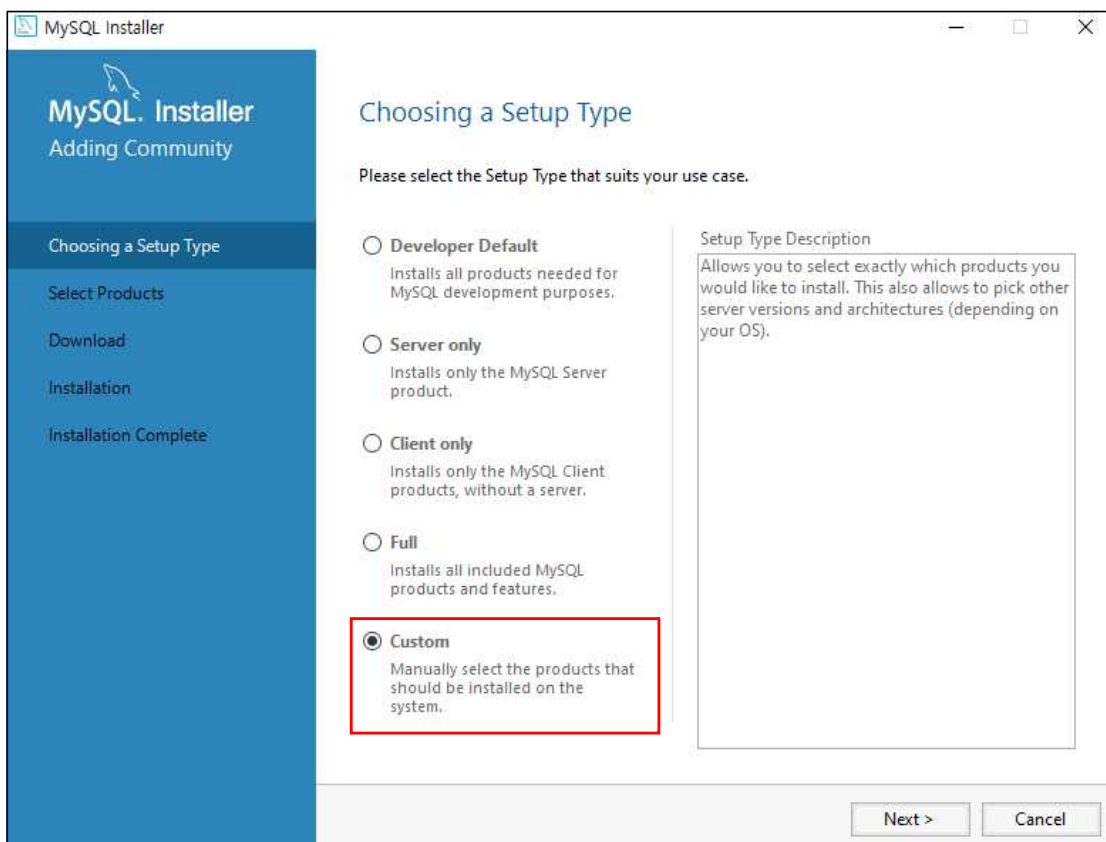 MySQL Installer
MySQL. Installer
Adding Community
Choosing a Setup Type
Select Products
Download
Installation
Installation Complete
Choosing a Setup Type
Please select the Setup Type that suits your use case.
Developer Default
Installs all products needed for
MySQL development purposes.
Server only
Installs only the MySQL Server
product.
Client only
Installs only the MySQL Client
products, without a server.
Full
Installs all included MySQL
products and features.
Custom
Manually select the products that
should be installed on the
system.
Setup Type Description
Allows you to select exactly which products you
would like to install. This also allows to pick other
server versions and architectures (depending on
your OS).
Next >
Cancel